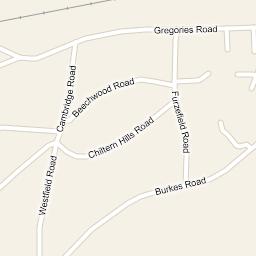 Gregories Road
Cambridge Road
Beechwood Road
Furzefield Road
Chiltern Hills Road
Westfield Road
Burkes Road